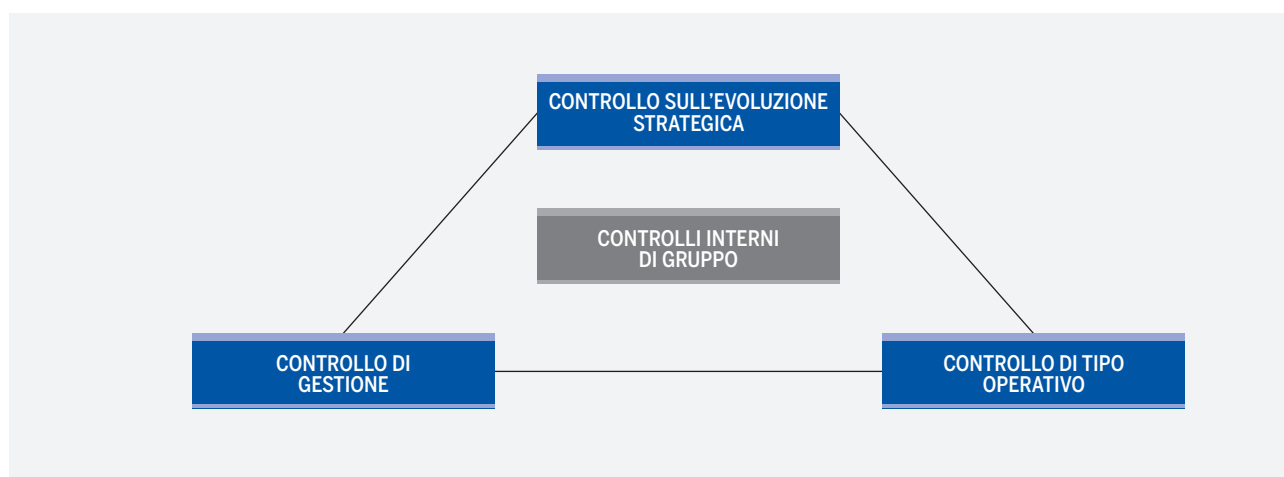 CONTROLLO SULL'EVOLUZIONE
STRATEGICA
CONTROLLI INTERNI
DI GRUPPO
CONTROLLO DI
GESTIONE
CONTROLLO DI TIPO
OPERATIVO